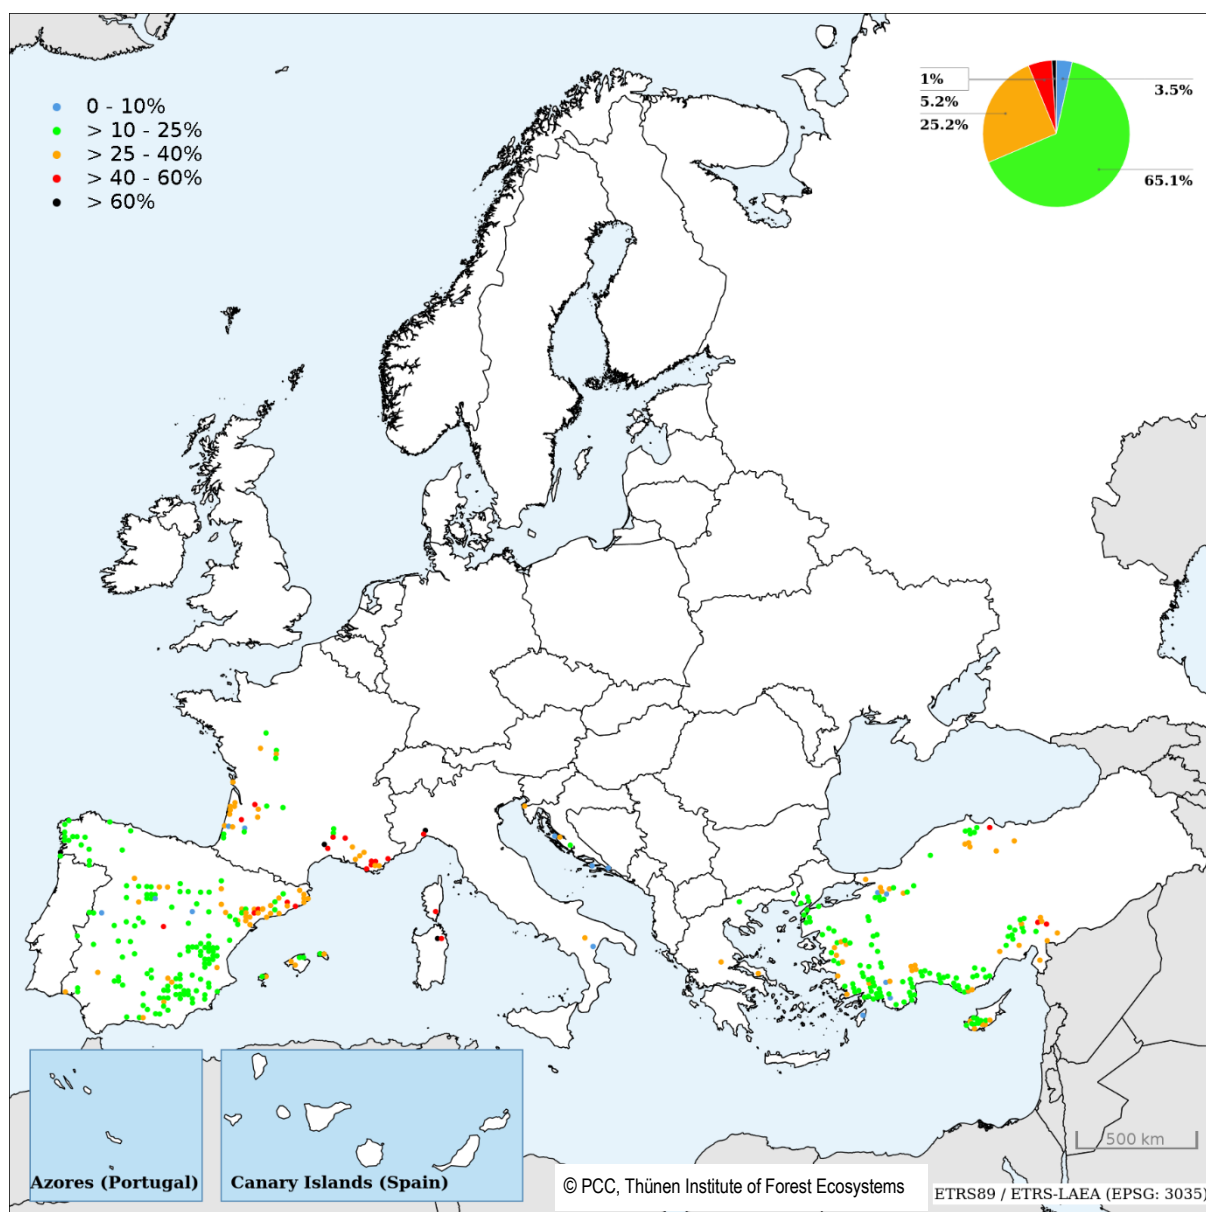 0 - 10%
> 10 - 25%
> 25 - 40%
> 40 - 60%
> 60%
1%
5.2%
25.2%
3.5%
65.1%
Azores (Portugal)
Canary Islands (Spain)
© PCC, Thünen Institute of Forest Ecosystems
500 km
ETRS89 / ETRS-LAEA (EPSG: 3035)